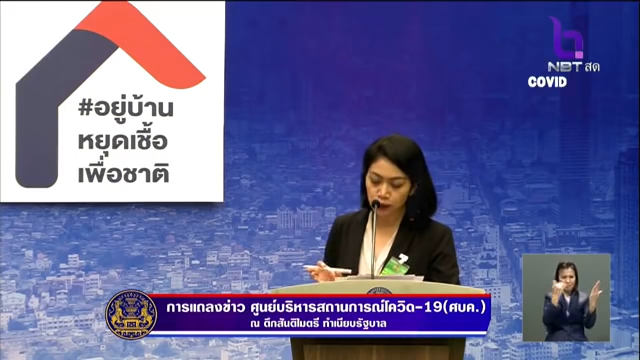 #อยู่บ้าน
หยุดเชื้อ
เพื่อชาติ
NBT สด
COVID
การแถลงข่าว ศูนย์บริหารสถานการณ์โควิด-19(ศบค.)
ณ ตึกสันติไมตรี ทำเนียบรัฐบาล